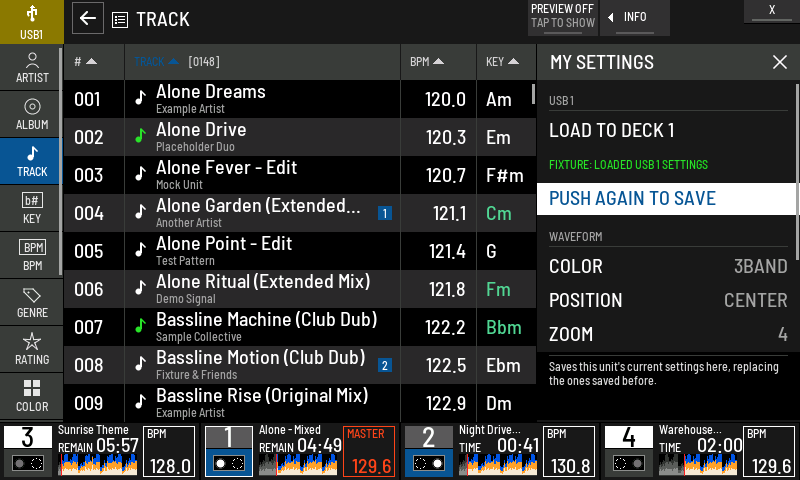 USB1
TRACK
PREVIEW OFF
TAP TO SHOW
INFO
X
ARTIST
ALBUM
TRACK
b#
KEY
BPM
BPM
GENRE
RATING
COLOR
# TRACK [0148] BPM KEY
001 Alone Dreams 120.0 Am
Example Artist
002 Alone Drive 120.3 Em
Placeholder Duo
003 Alone Fever - Edit 120.7 F#m
Mock Unit
004 Alone Garden (Extended... 1 121.1 Cm
Another Artist
005 Alone Point - Edit 121.4 G
Test Pattern
006 Alone Ritual (Extended Mix) 121.8 Fm
Demo Signal
007 Bassline Machine (Club Dub) 122.2 Bbm
Sample Collective
008 Bassline Motion (Club Dub) 2 122.5 Ebm
Fixture & Friends
009 Bassline Rise (Original Mix) 122.9 Dm
Example Artist
MY SETTINGS
USB 1
LOAD TO DECK 1
FIXTURE: LOADED USB1 SETTINGS
PUSH AGAIN TO SAVE
WAVEFORM
COLOR 3BAND
POSITION CENTER
ZOOM 4
Saves this unit's current settings here, replacing
the ones saved before.
3 Sunrise Theme
REMAIN 05:57
BPM
128.0
1 Alone - Mixed
REMAIN 04:49
MASTER
129.6
2 Night Drive...
TIME 00:41
BPM
130.8
4 Warehouse...
TIME 02:00
BPM
129.6